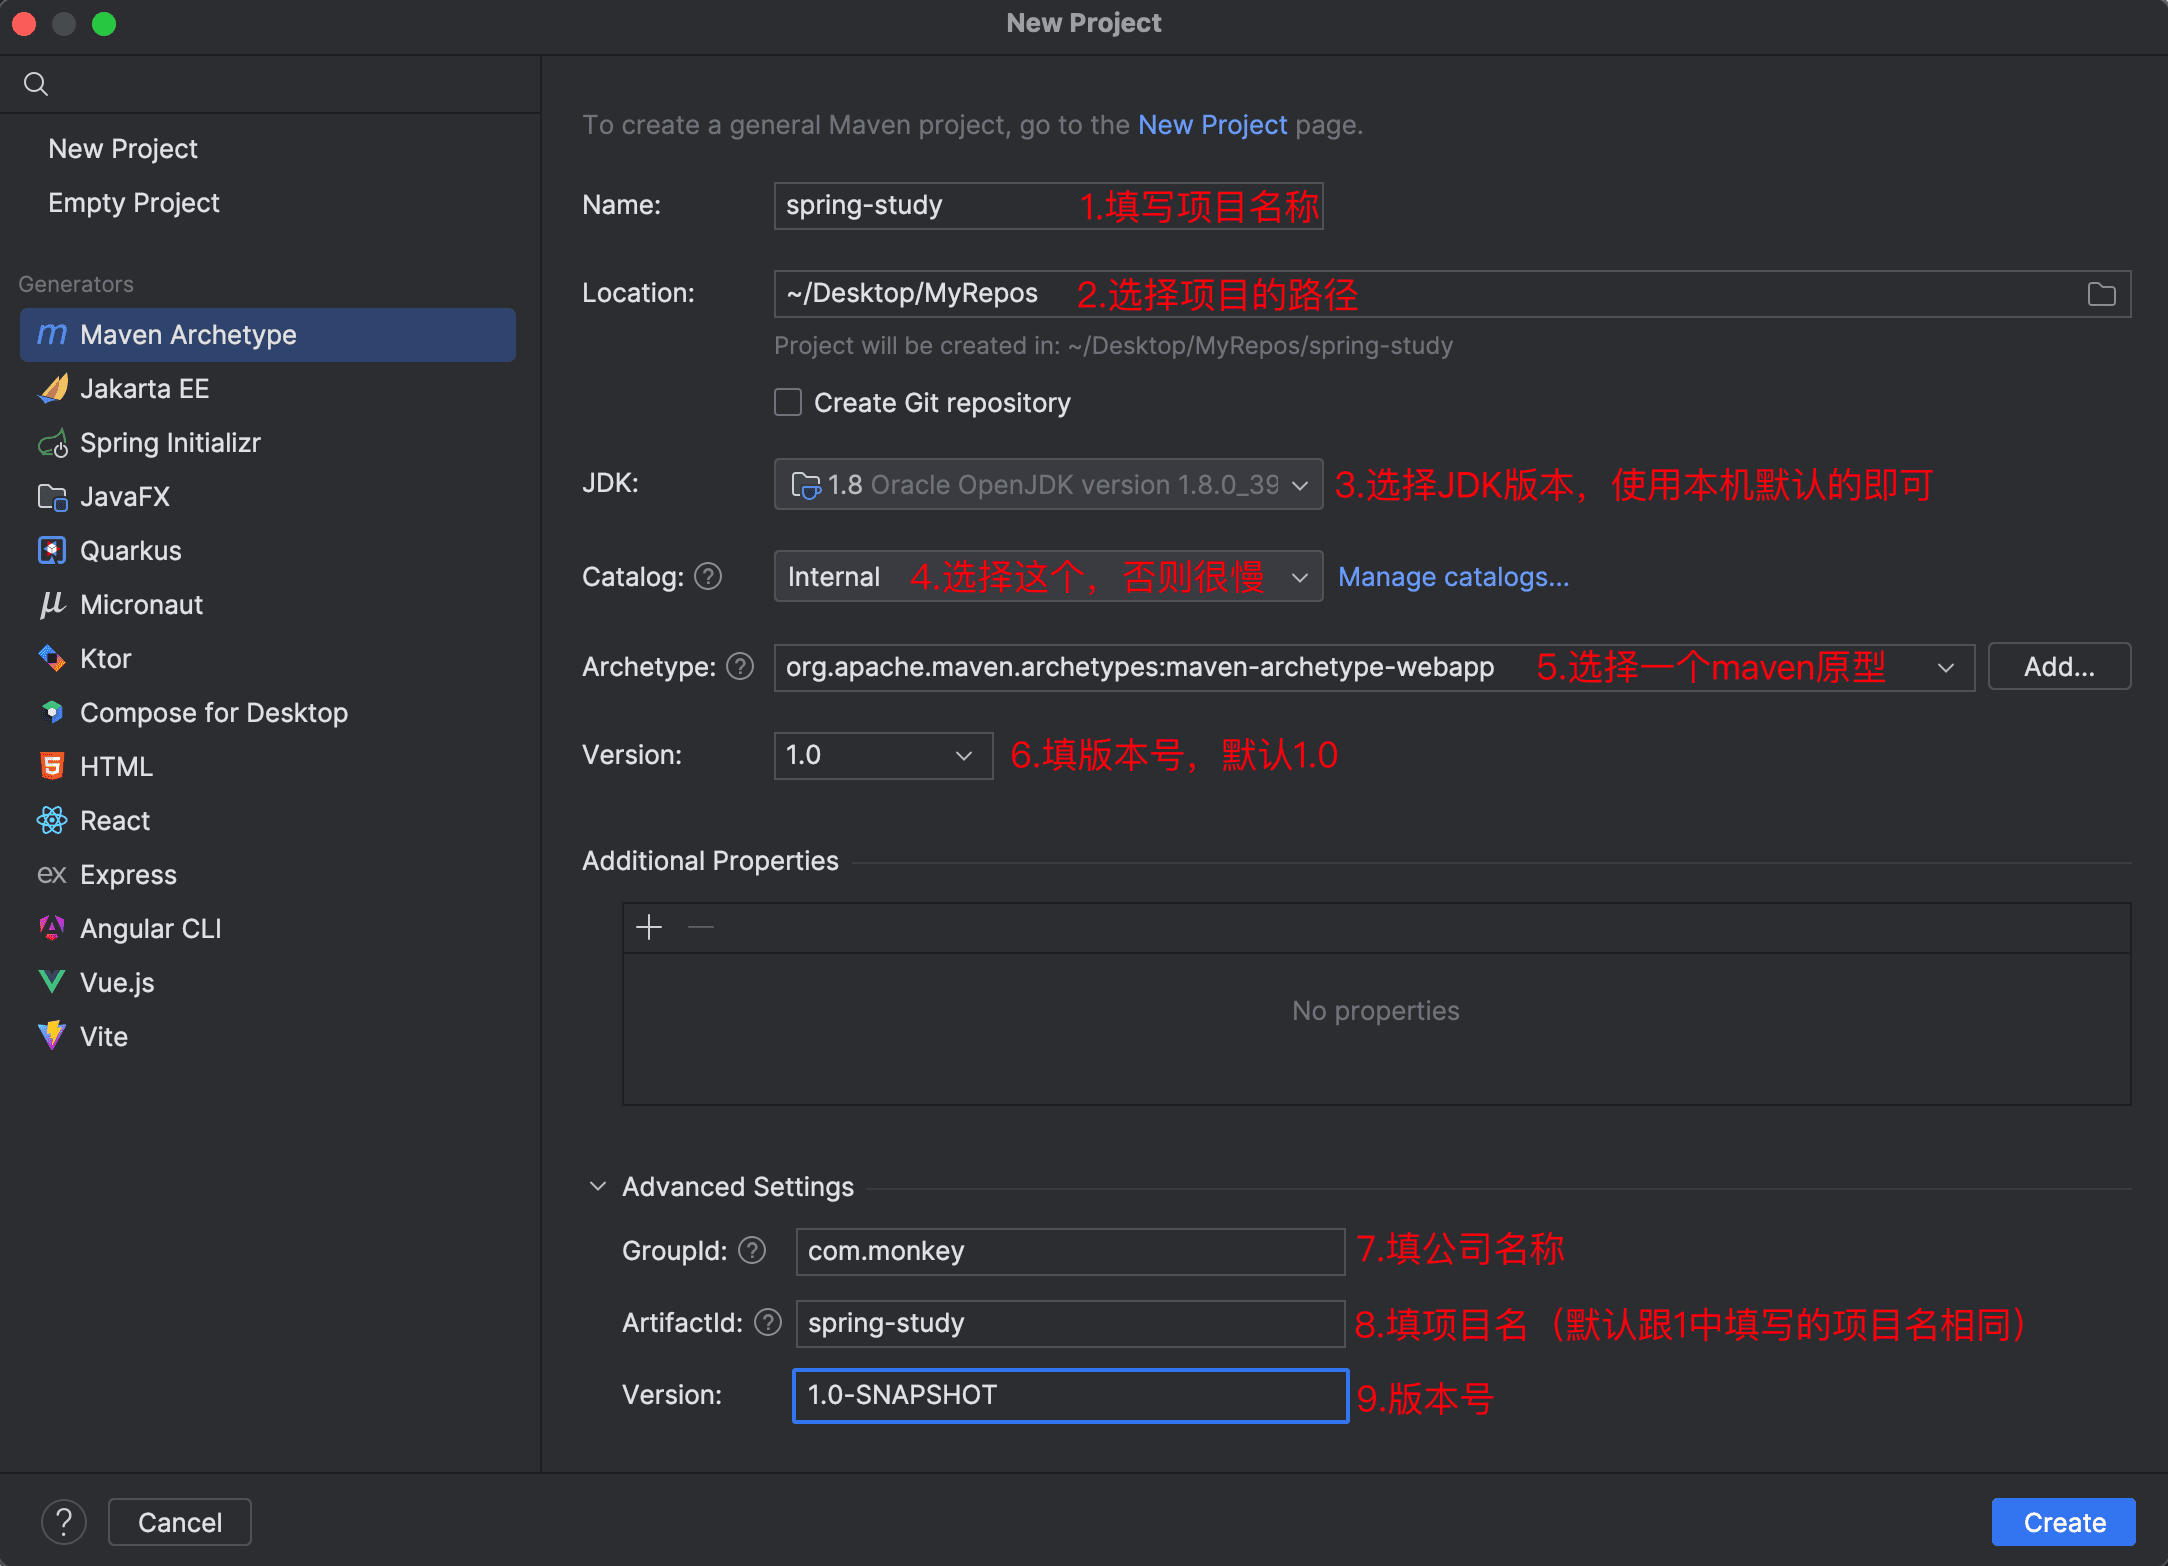 New Project
New Project
Empty Project
Generators
m Maven Archetype
Jakarta EE
Spring Initializr
JavaFX
Quarkus
μ Micronaut
Ktor
Compose for Desktop
5 HTML
React
ex Express
Angular CLI
Vue.js
Vite
To create a general Maven project, go to the New Project page.
Name: spring-study 1.填写项目名称
Location: ~/Desktop/MyRepos 2.选择项目的路径
Project will be created in: ~/Desktop/MyRepos/spring-study
Create Git repository
JDK: 1.8 Oracle OpenJDK version 1.8.0_39 3.选择JDK版本，使用本机默认的即可
Catalog: ? Internal 4.选择这个，否则很慢 Manage catalogs...
Archetype: ? org.apache.maven.archetypes:maven-archetype-webapp 5.选择一个maven原型 Add...
Version: 1.0 6.填版本号，默认1.0
Additional Properties
No properties
Advanced Settings
GroupId: ? com.monkey 7.填公司名称
ArtifactId: ? spring-study 8.填项目名（默认跟1中填写的项目名相同）
Version: 1.0-SNAPSHOT 9.版本号
? Cancel Create